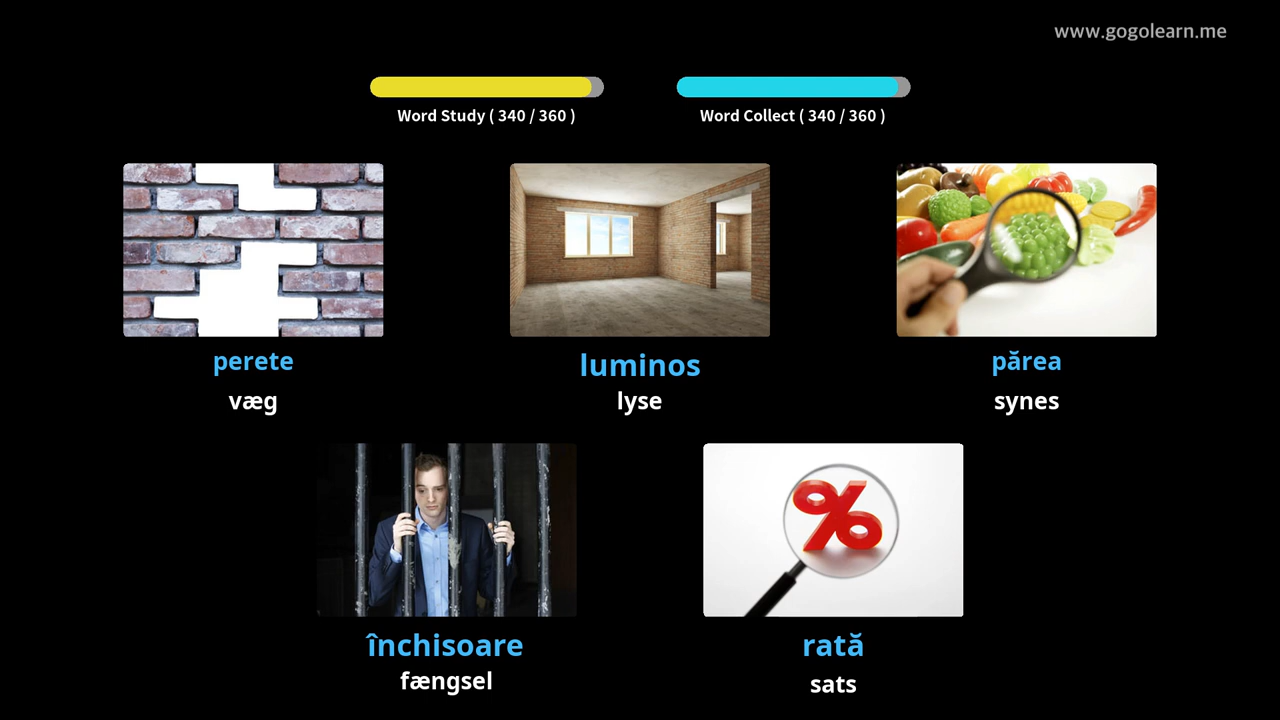 www.gogolearn.me
Word Study ( 340 / 360 )
Word Collect ( 340 / 360 )
perete
væg
luminos
lyse
părea
synes
închisoare
fængsel
rată
sats